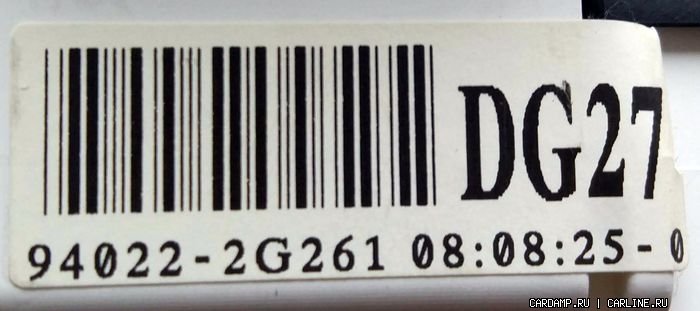 DG27
94022-2G261 08:08:25-0
CARDAMP.RU | CARLINE.RU